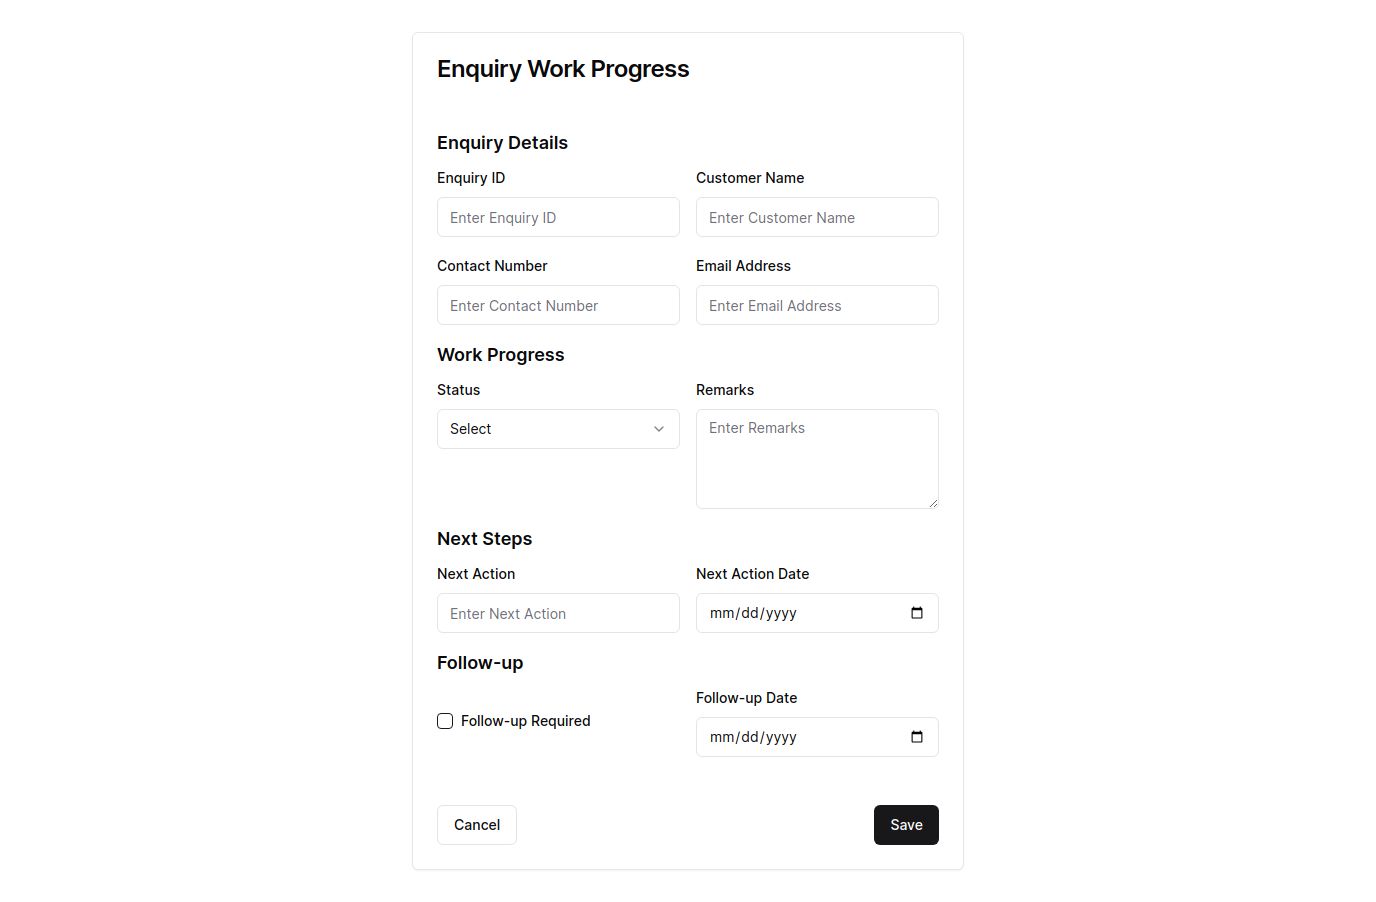 Enquiry Work Progress
Enquiry Details
Enquiry ID
Customer Name
Enter Enquiry ID
Enter Customer Name
Contact Number
Email Address
Enter Contact Number
Enter Email Address
Work Progress
Status
Remarks
Select
Enter Remarks
Next Steps
Next Action
Next Action Date
Enter Next Action
mm/dd/yyyy
Follow-up
Follow-up Date
Follow-up Required
mm/dd/yyyy
Cancel
Save